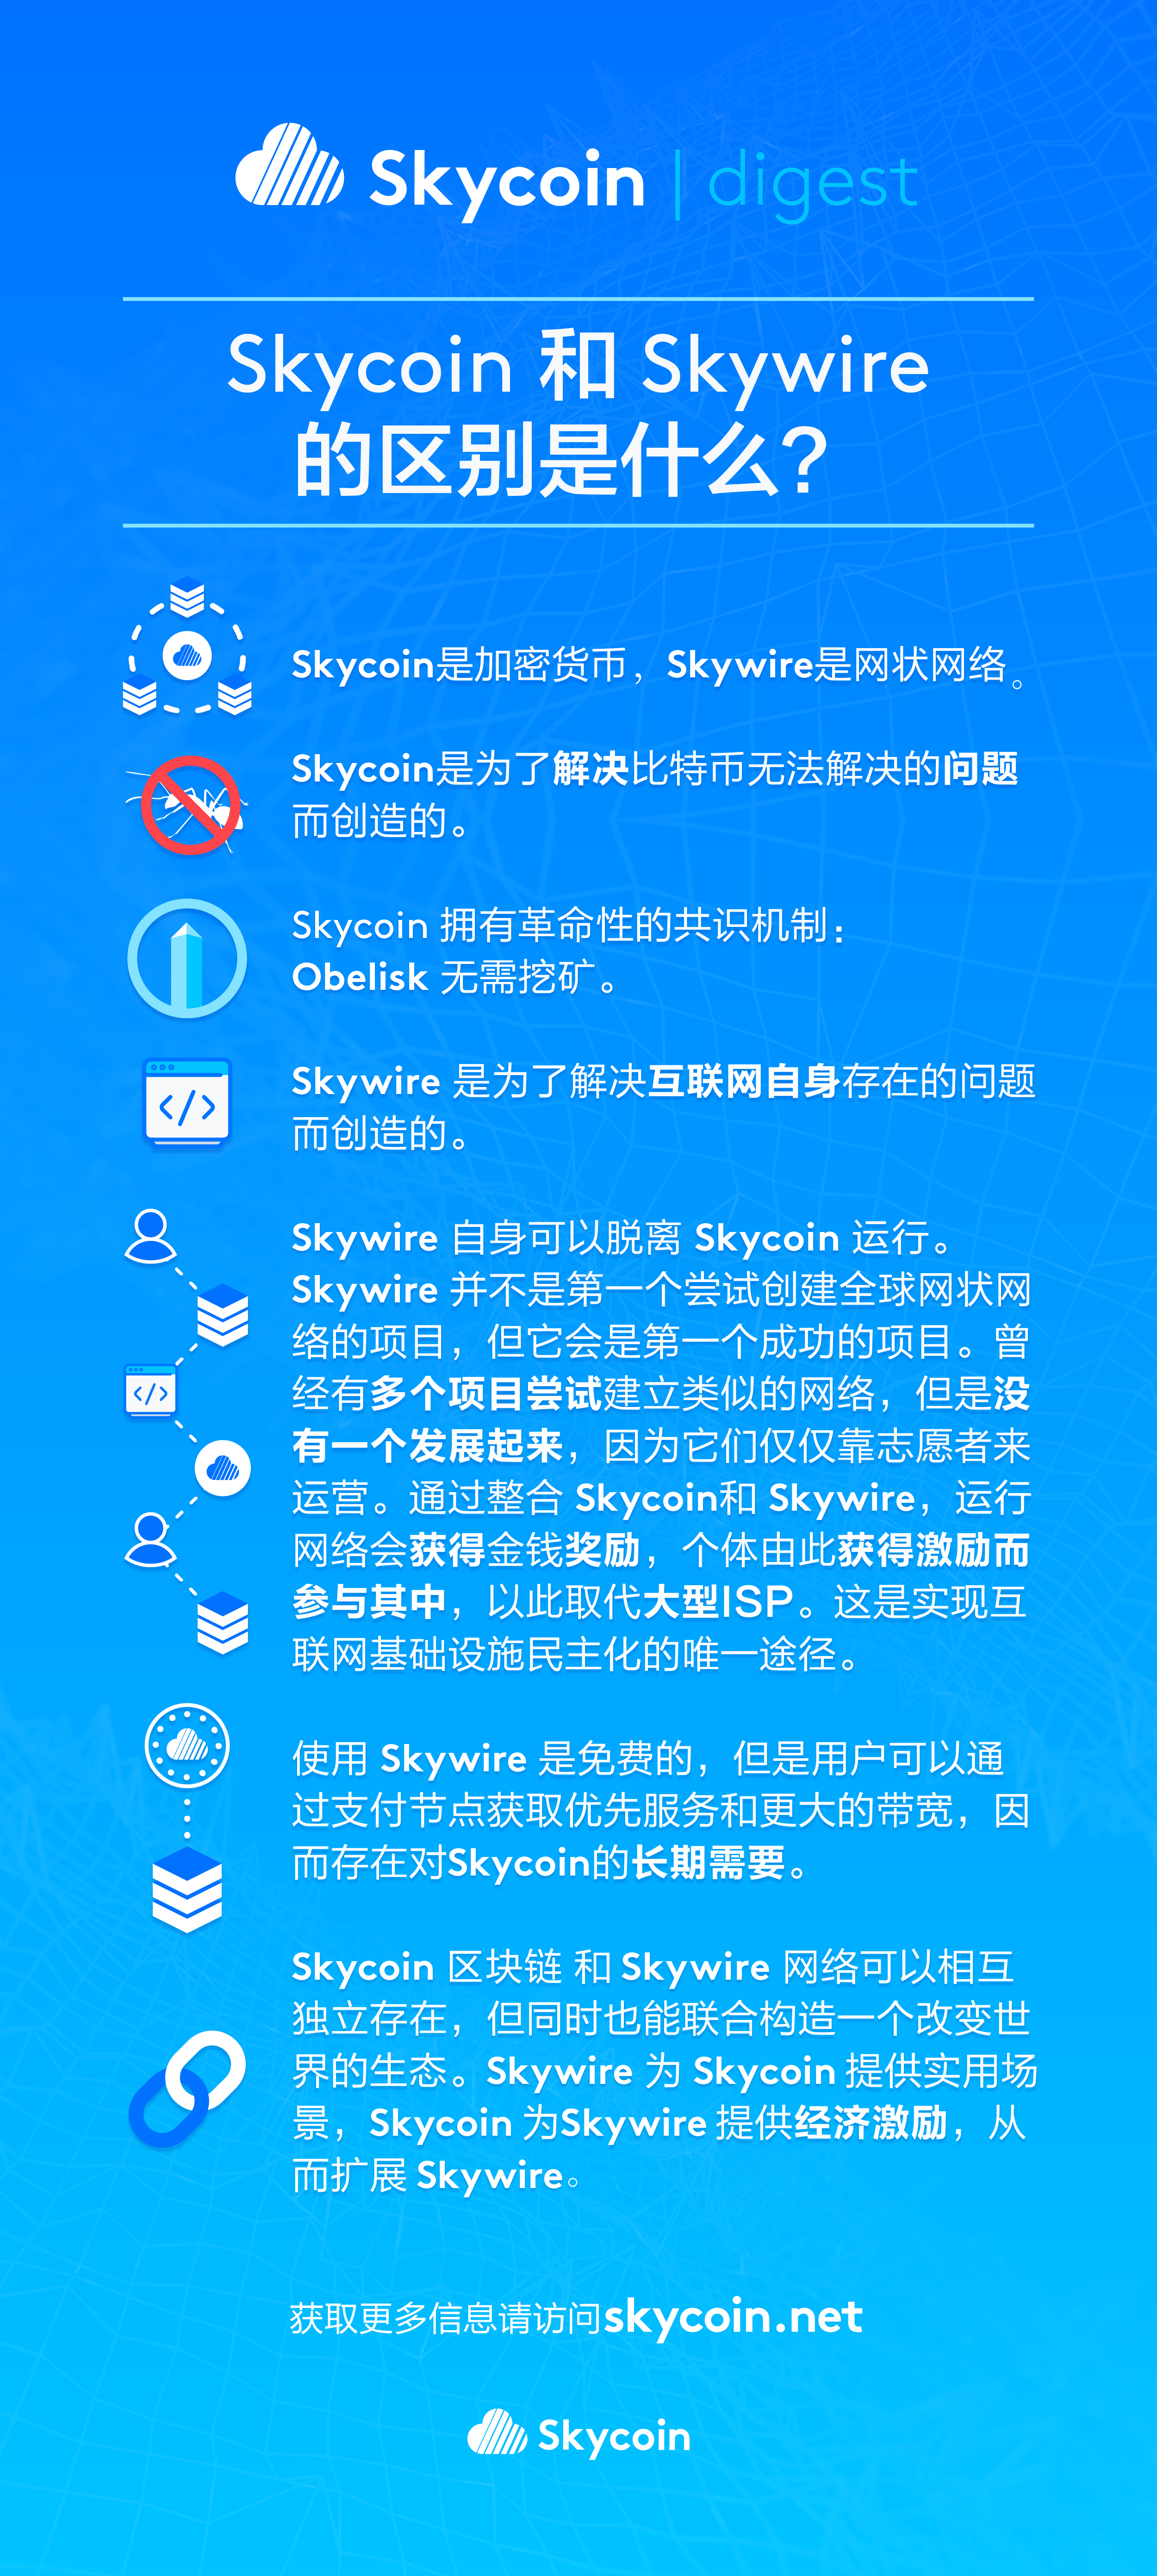 Skycoin | digest
Skycoin 和 Skywire
的区别是什么?
Skycoin是加密货币，Skywire是网状网络。
Skycoin是为了解决比特币无法解决的问题
而创造的。
Skycoin 拥有革命性的共识机制：
Obelisk 无需挖矿。
Skywire 是为了解决互联网自身存在的问题
而创造的。
Skywire 自身可以脱离 Skycoin 运行。
Skywire 并不是第一个尝试创建全球网状网
络的项目，但它会是第一个成功的项目。曾
经有多个项目尝试建立类似的网络，但是没
有一个发展起来，因为它们仅仅靠志愿者来
运营。通过整合 Skycoin和 Skywire，运行
网络会获得金钱奖励，个体由此获得激励而
参与其中，以此取代大型ISP。这是实现互
联网基础设施民主化的唯一途径。
使用 Skywire 是免费的，但是用户可以通
过支付节点获取优先服务和更大的带宽，因
而存在对Skycoin的长期需要。
Skycoin 区块链 和 Skywire 网络可以相互
独立存在，但同时也能联合构造一个改变世
界的生态。Skywire 为 Skycoin 提供实用场
景，Skycoin 为Skywire 提供经济激励，从
而扩展 Skywire。
获取更多信息请访问skycoin.net
Skycoin